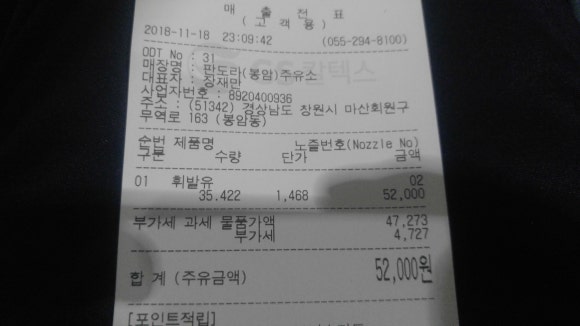 매 출 전 표
( 고 객 용 )
2018-11-18 23:09:42 (055-294-8100)
ODT No : 31
매장명 : 판도라(봉암)주유소
대표자 : 장재만
사업자번호 : 8920400936
주소 : (51342) 경상남도 창원시 마산회원구
무역로 163 (봉암동)
순번 제품명 노즐번호(Nozzle No)
구분 수량 단가 금액
01 휘발유 02
35.422 1,468 52,000
부가세 과세 물품가액 47,273
부가세 4,727
합 계 (주유금액) 52,000원
[포인트적립]